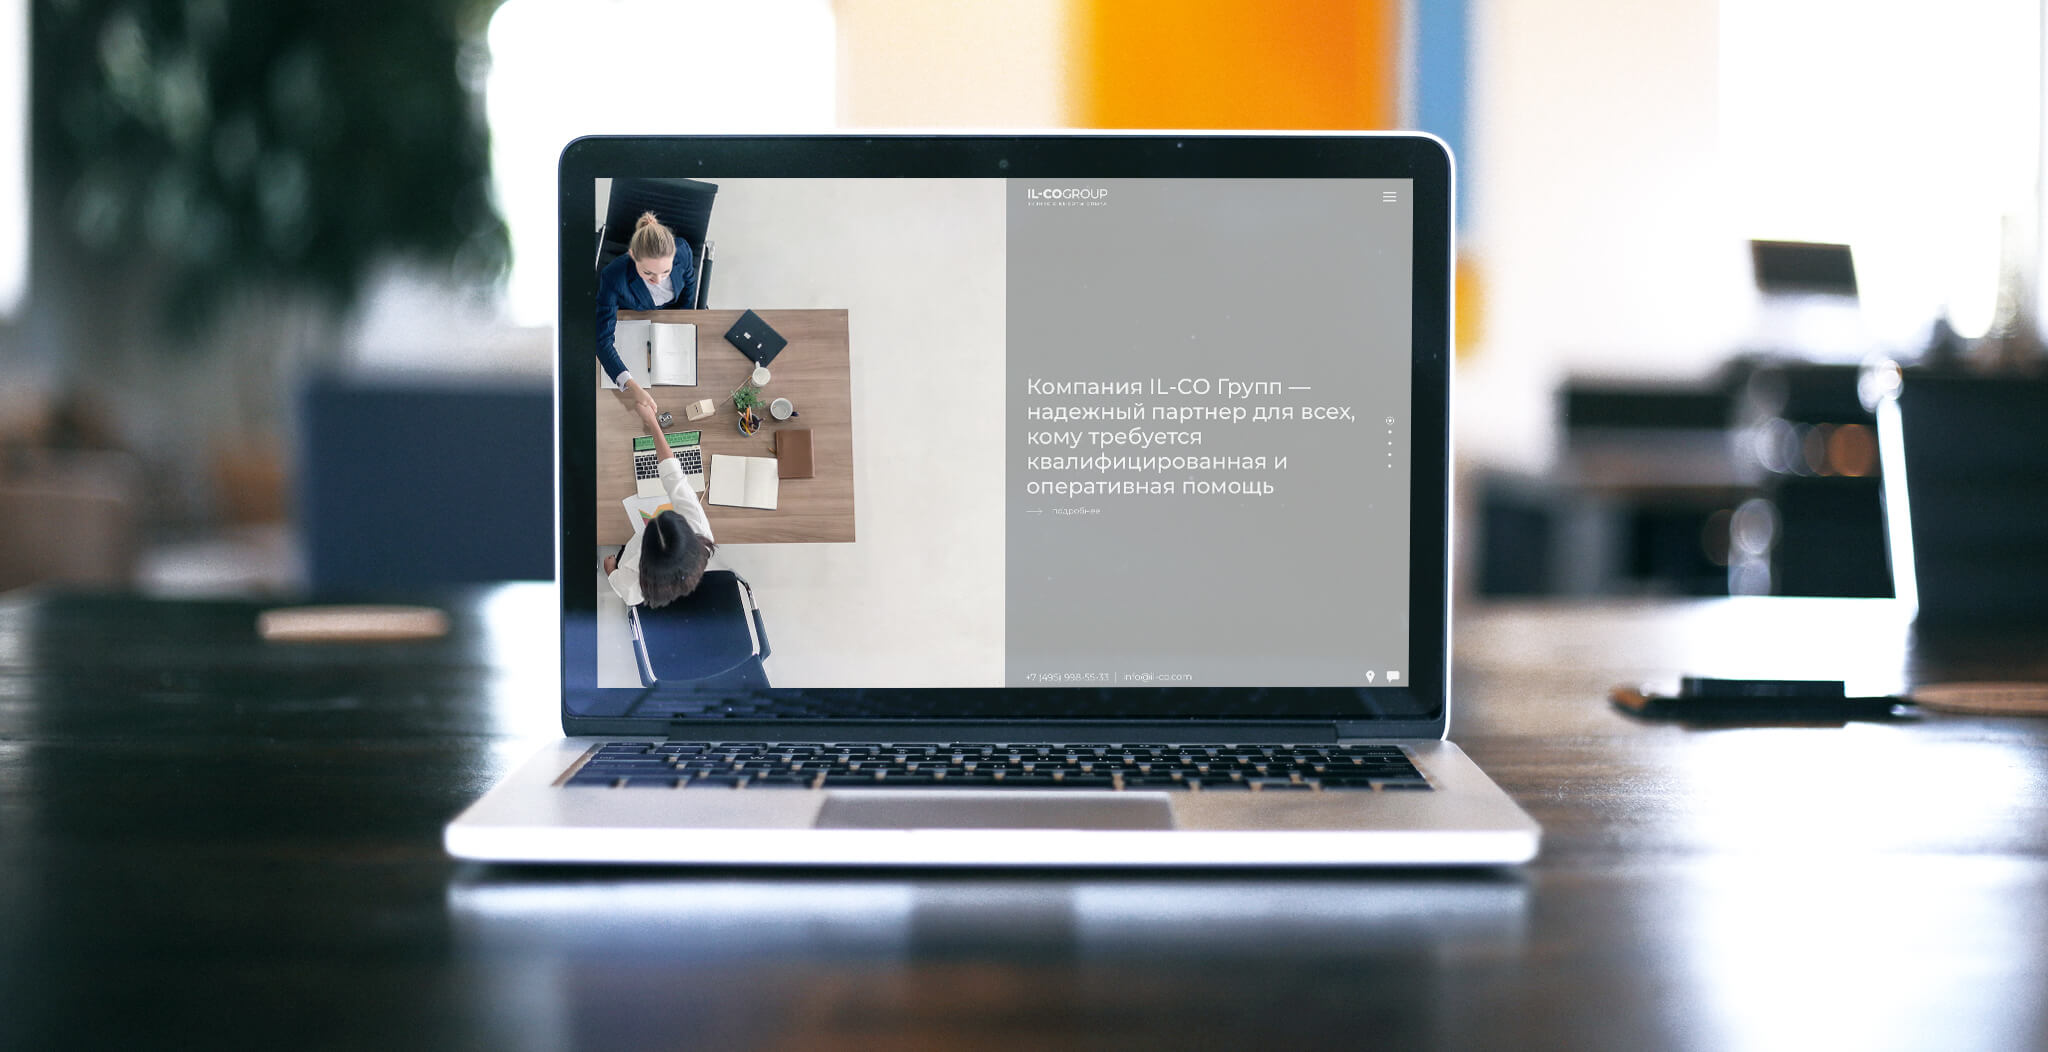 IL-COGROUP
Компания IL-CO Групп —
надежный партнер для всех,
кому требуется
квалифицированная и
оперативная помощь
подробнее
+7 (495) 998-55-33 | info@il-co.com